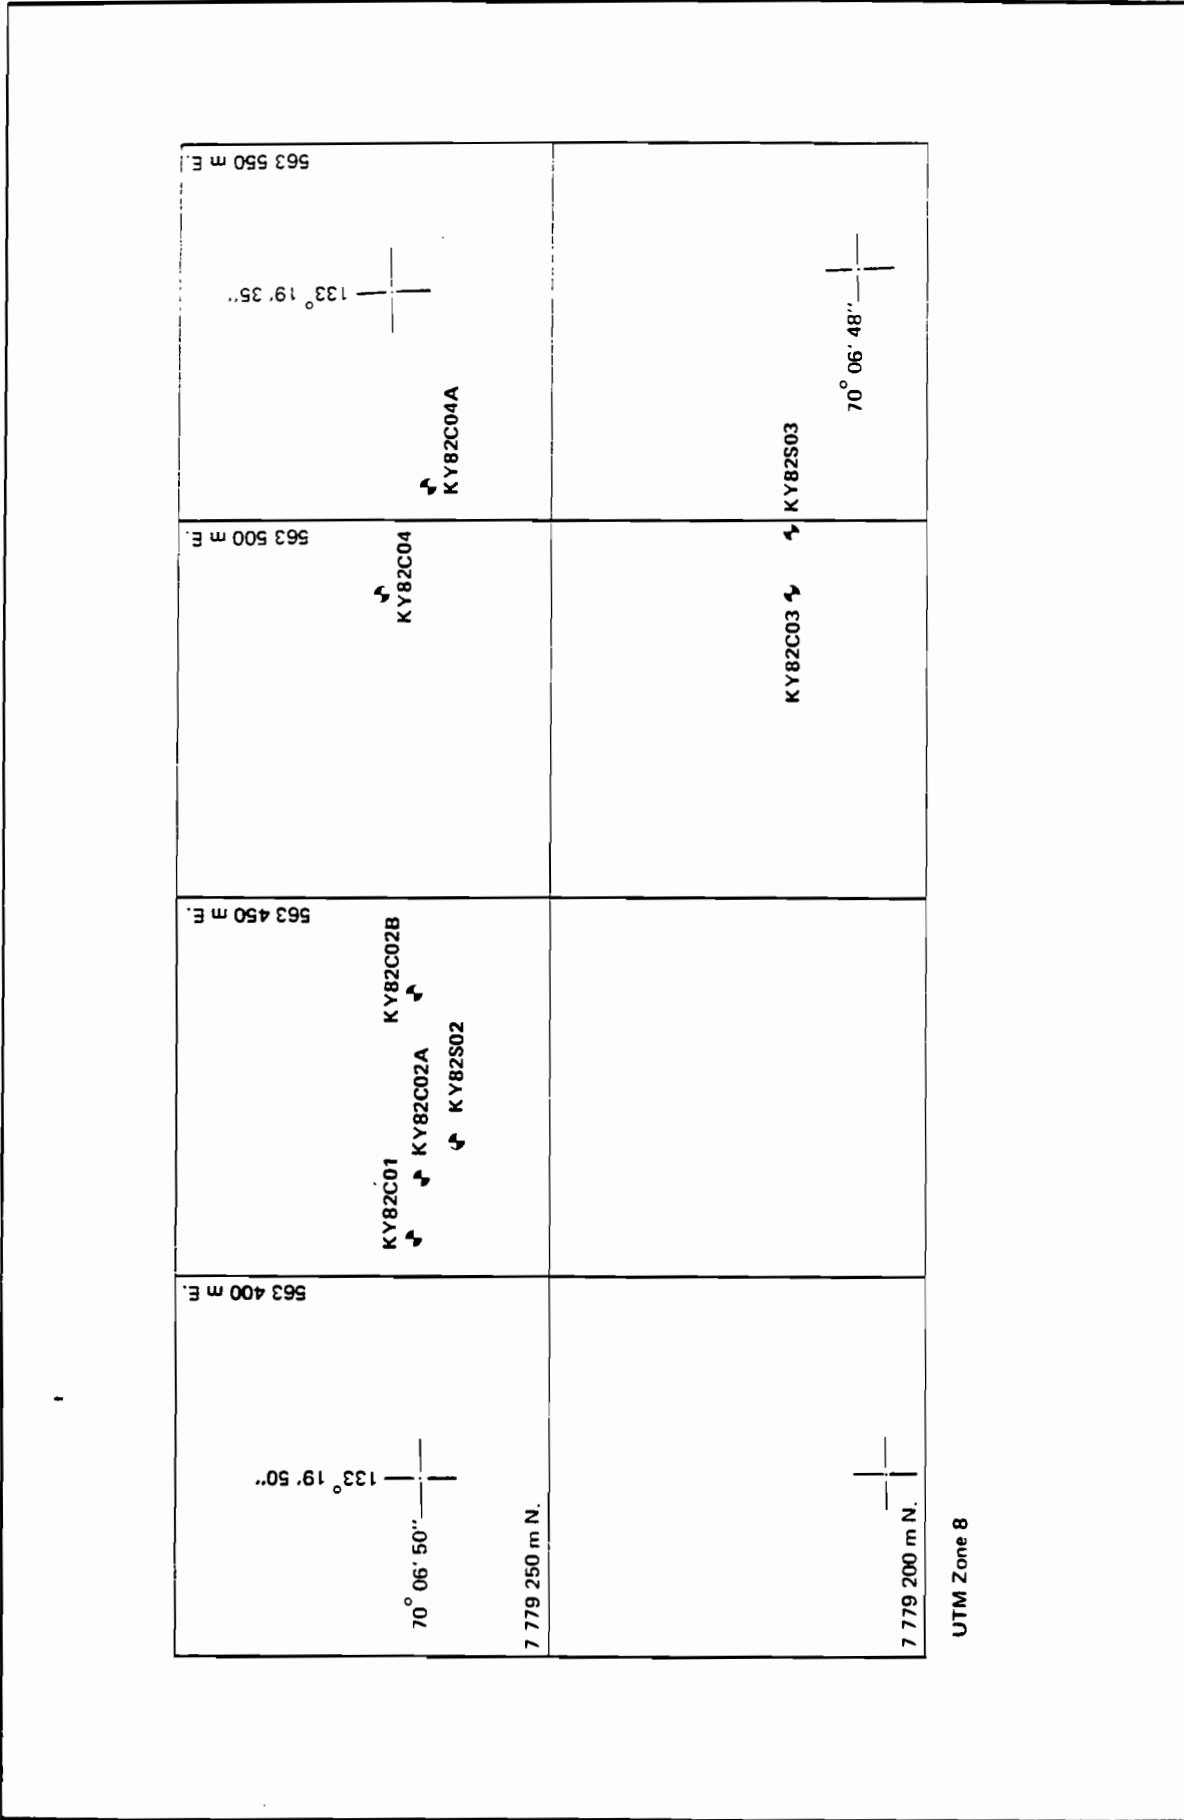 563 400 m E.
563 450 m E.
563 500 m E.
563 550 m E.
133° 19' 50"
133° 19' 35"
70° 06' 50"
KY82C01
KY82C02A
KY82C02B
KY82S02
KY82C04
KY82C04A
7 779 250 m N.
KY82C03
KY82S03
70° 06' 48"
7 779 200 m N.
UTM Zone 8